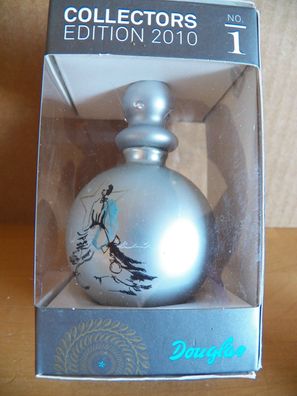 COLLECTORS
EDITION 2010
NO.
1
Douglas